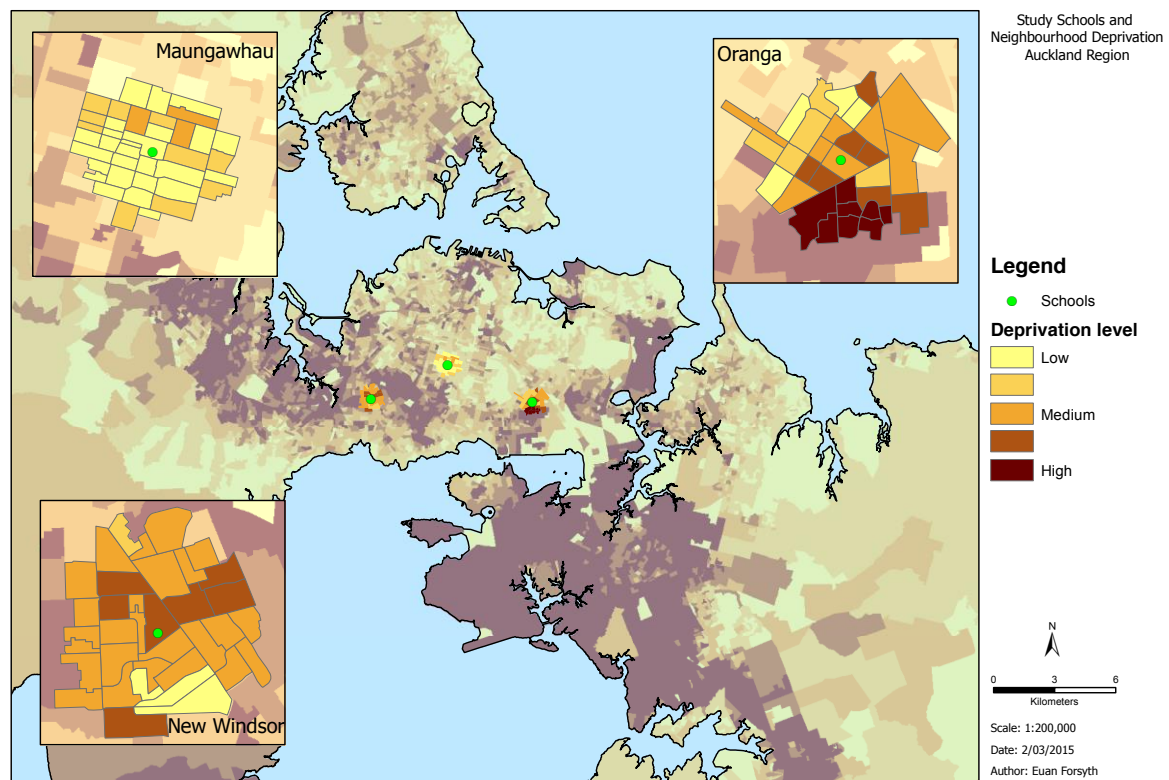 Maungawhau
Oranga
New Windsor
Study Schools and
Neighbourhood Deprivation
Auckland Region
Legend
Schools
Deprivation level
Low
Medium
High
N
0 3 6
Kilometers
Scale: 1:200,000
Date: 2/03/2015
Author: Euan Forsyth